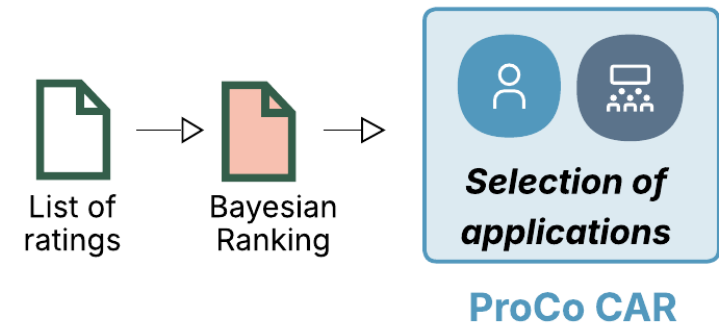 List of
ratings
Bayesian
Ranking
Selection of
applications
ProCo CAR